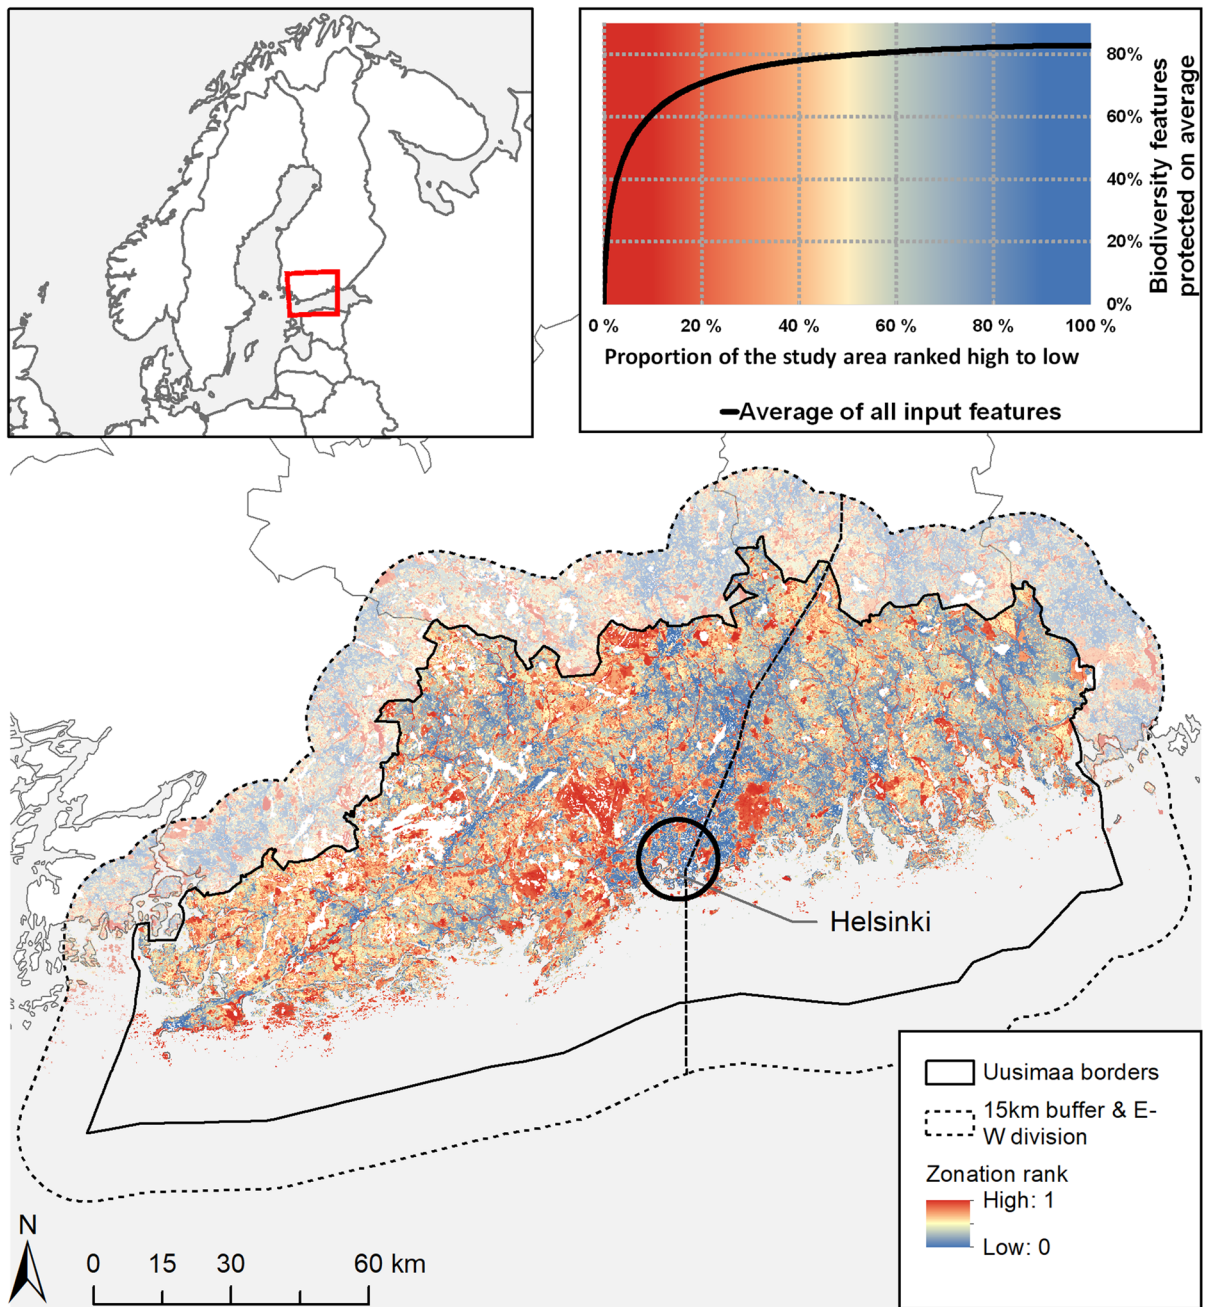 80%
60%
40%
20%
0%
Biodiversity features
protected on average
0 % 20 % 40 % 60 % 80 % 100 %
Proportion of the study area ranked high to low
Average of all input features
Helsinki
Uusimaa borders
15km buffer & E-
W division
Zonation rank
High: 1
Low: 0
N
0 15 30 60 km